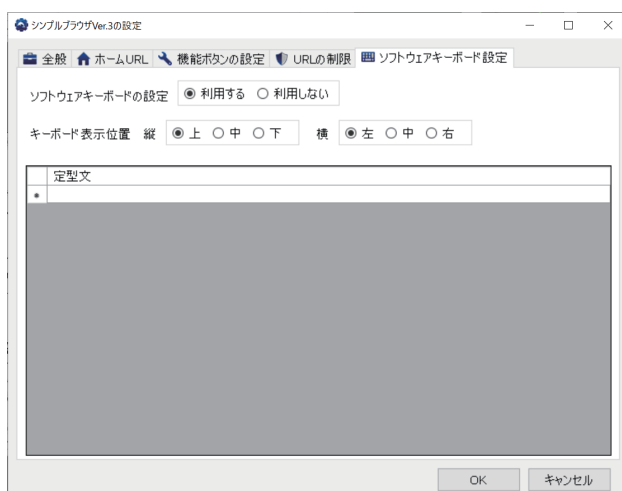 シンプルブラウザVer.3の設定
全般 ホームURL 機能ボタンの設定 URLの制限 ソフトウェアキーボード設定
ソフトウェアキーボードの設定 利用する 利用しない
キーボード表示位置 縦 上 中 下 横 左 中 右
定型文
OK キャンセル